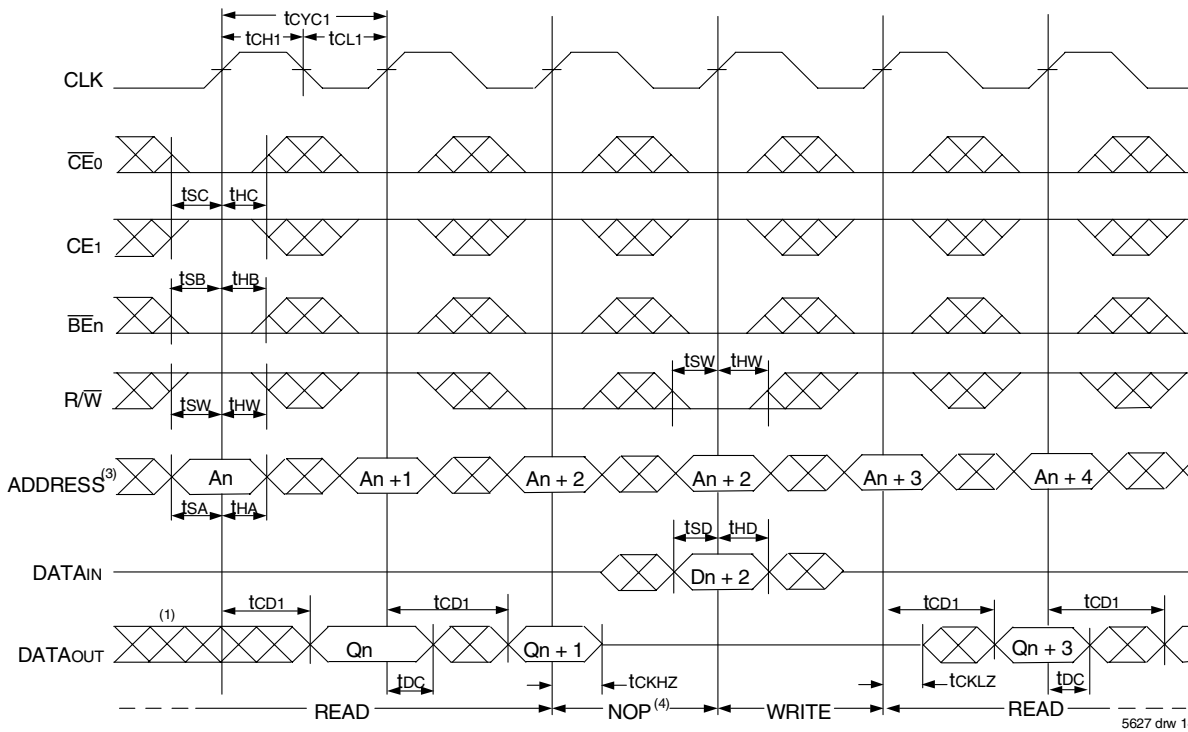 tCYC1
tCH1 tCL1
CLK
CE0
tSC tHC
CE1
tSB tHB
BEn
tSW tHW
R/W
tSW tHW
ADDRESS(3) An An +1 An + 2 An + 2 An + 3 An + 4
tSA tHA
tSD tHD
DATAIN Dn + 2
(1) tCD1 tCD1 tCD1 tCD1
DATAOUT Qn Qn + 1 Qn + 3
tDC tCKHZ tCKLZ tDC
READ NOP(4) WRITE READ
5627 drw 1